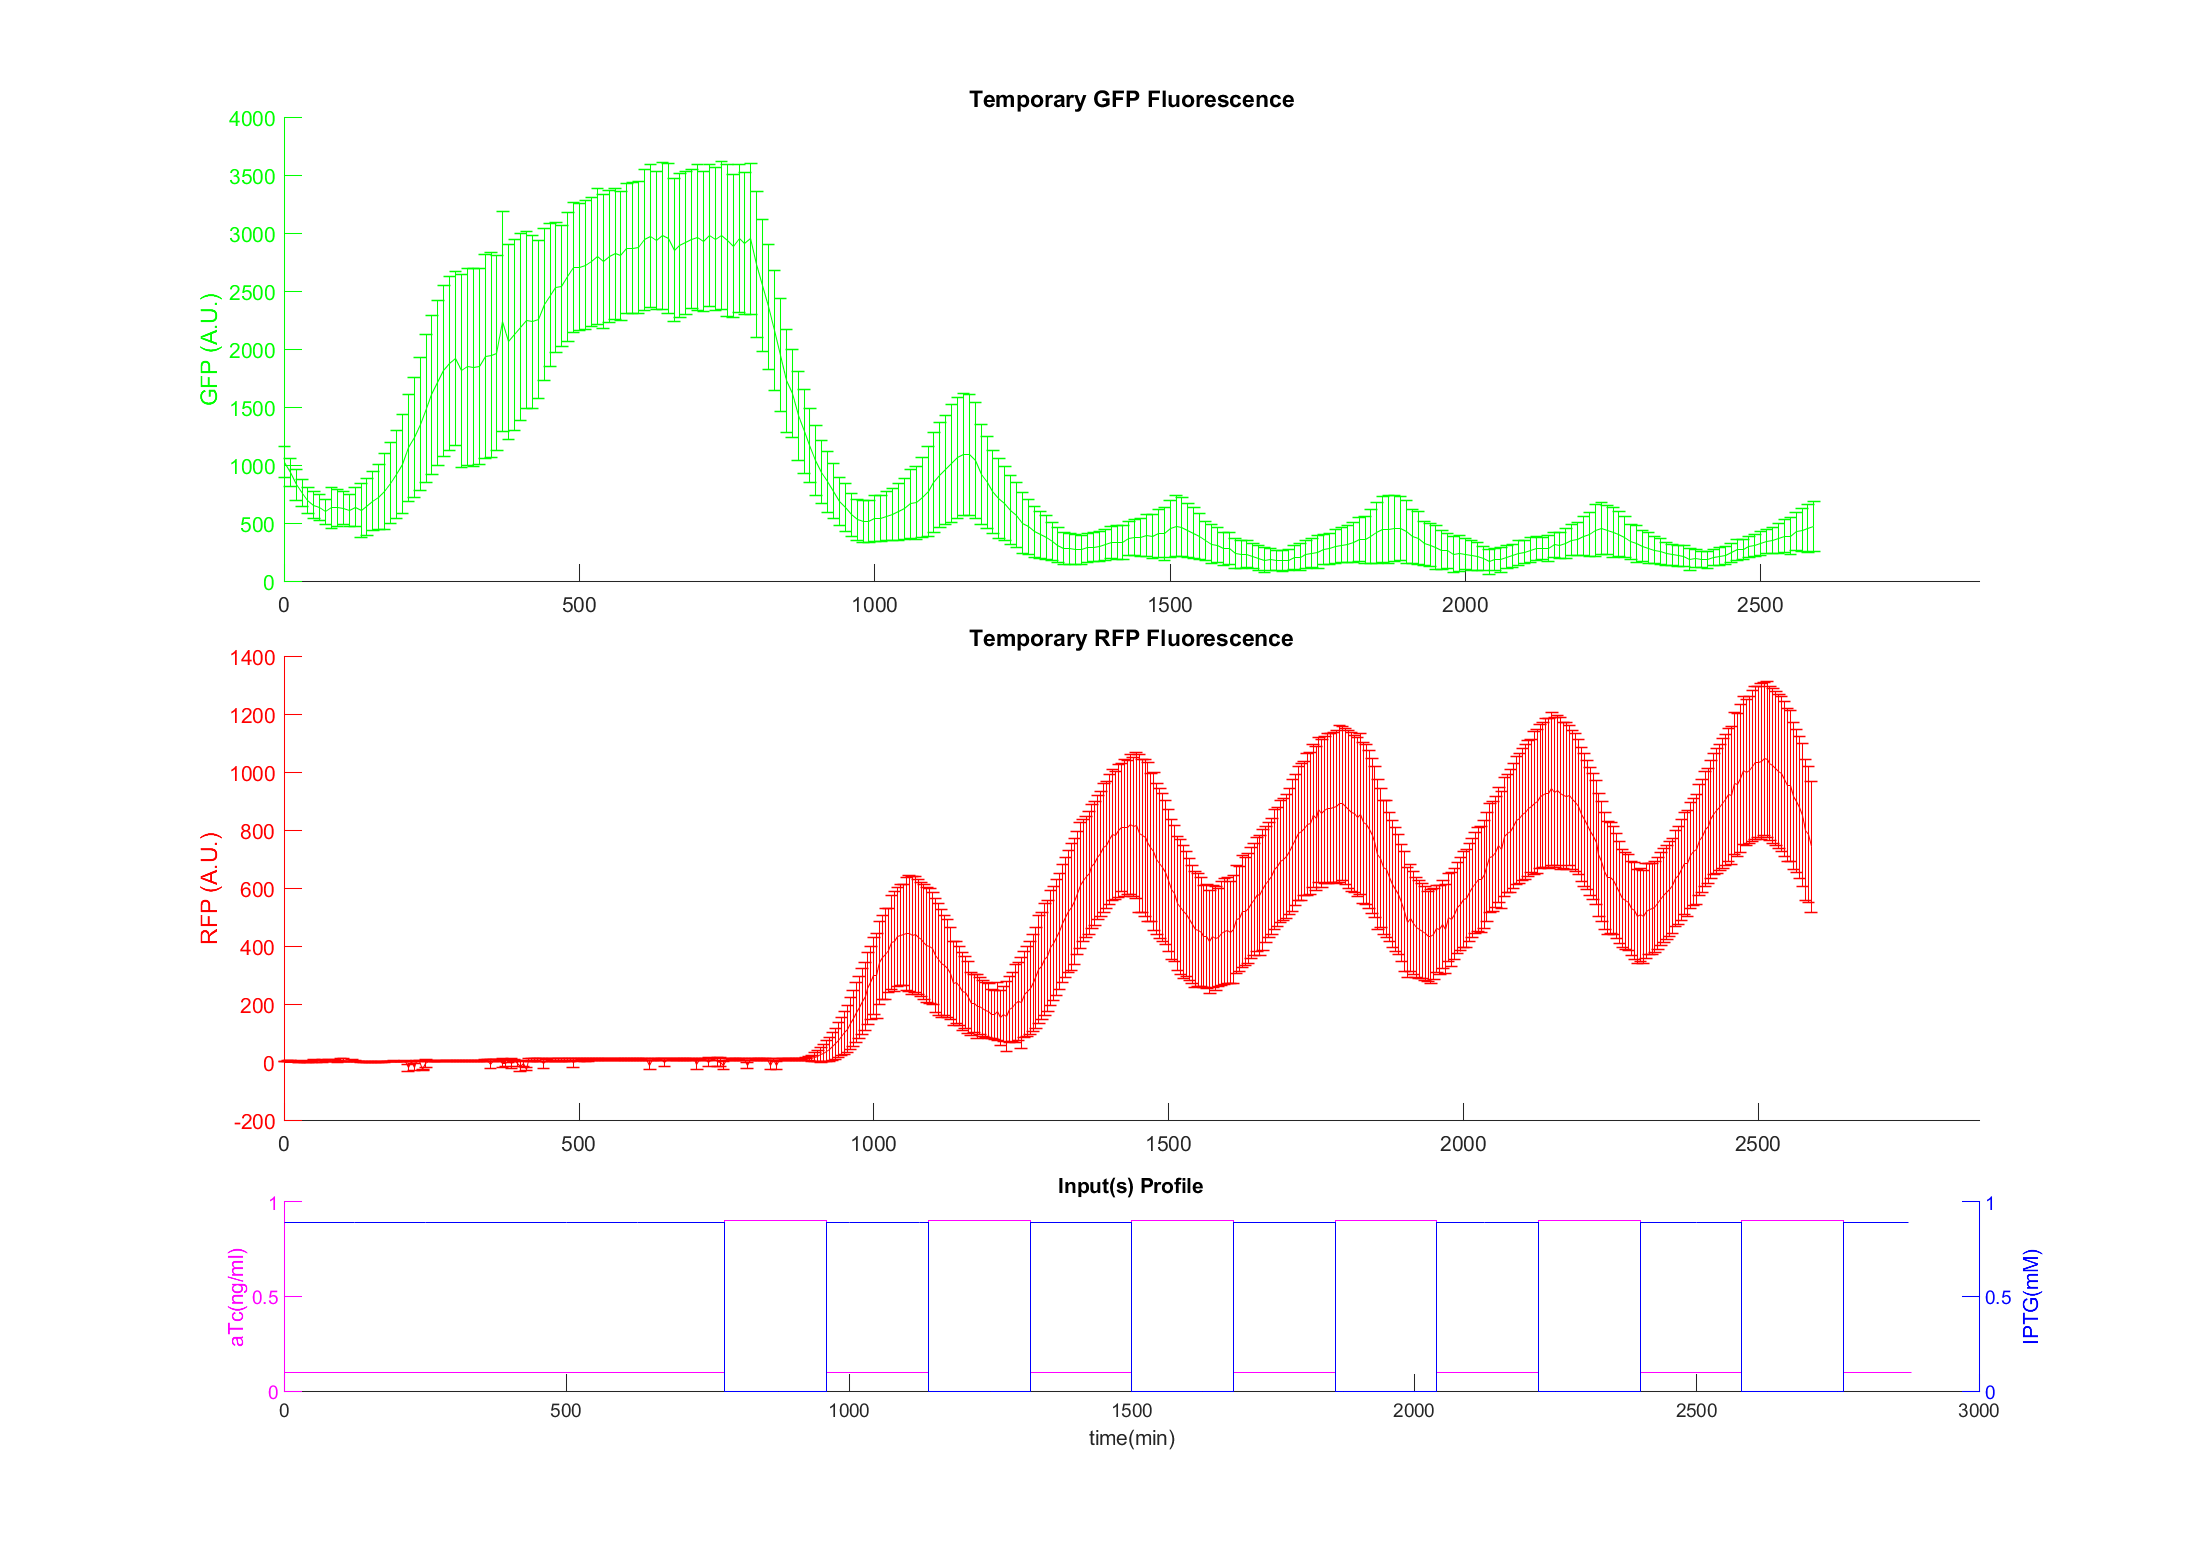 Temporary GFP Fluorescence
4000
3500
3000
2500
2000
1500
1000
500
0
GFP (A.U.)
0 500 1000 1500 2000 2500
Temporary RFP Fluorescence
1400
1200
1000
800
600
400
200
0
-200
RFP (A.U.)
0 500 1000 1500 2000 2500
Input(s) Profile
1
0.5
0
aTc(ng/ml)
1
0.5
0
IPTG(mM)
0 500 1000 1500 2000 2500 3000
time(min)